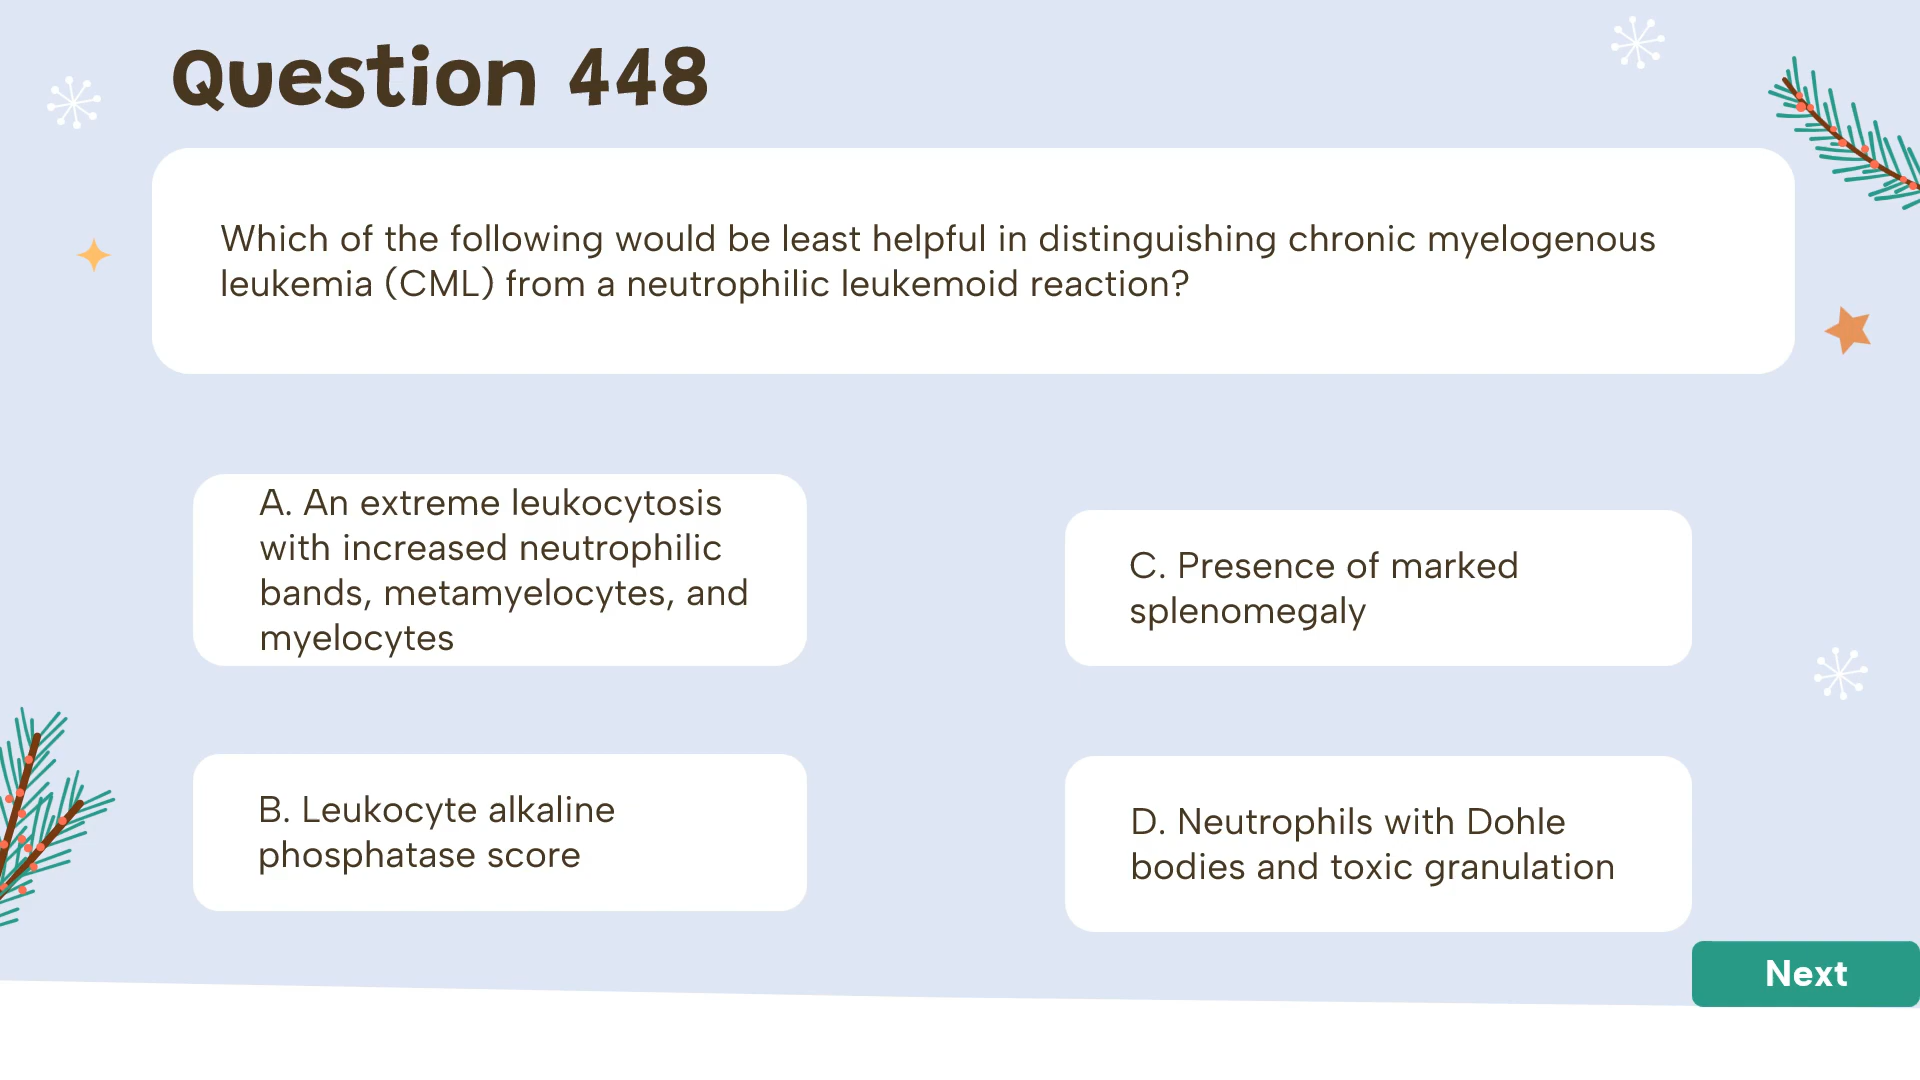 Question 448
Which of the following would be least helpful in distinguishing chronic myelogenous
leukemia (CML) from a neutrophilic leukemoid reaction?
A. An extreme leukocytosis
with increased neutrophilic
bands, metamyelocytes, and
myelocytes
B. Leukocyte alkaline
phosphatase score
C. Presence of marked
splenomegaly
D. Neutrophils with Dohle
bodies and toxic granulation
Next